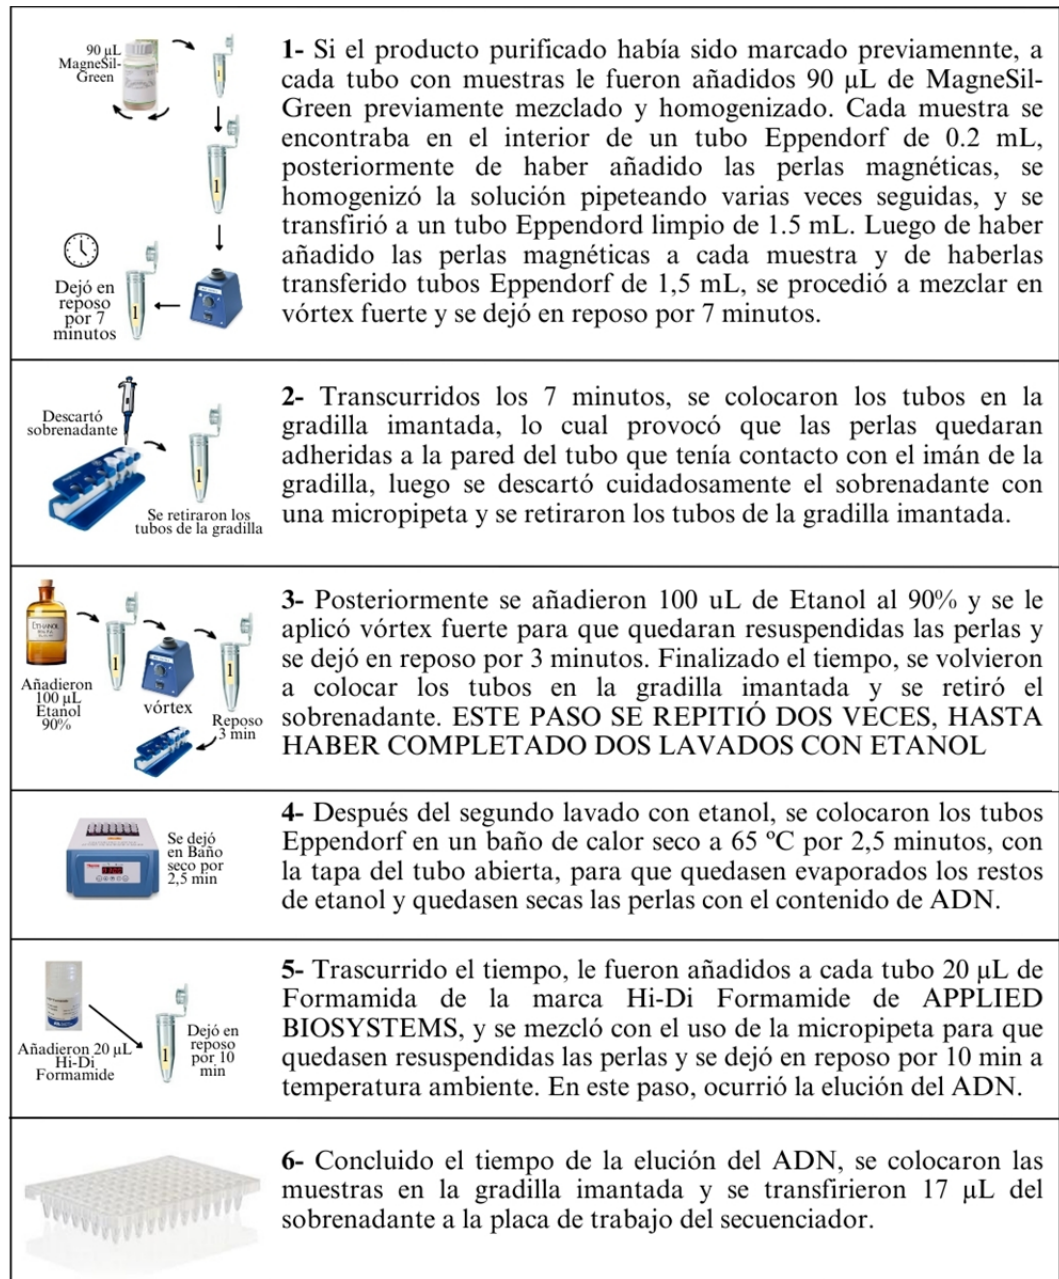 90 µL
MagneSil-
Green
1
1
1
Dejó en
reposo
por 7
minutos
1- Si el producto purificado había sido marcado previamennte, a
cada tubo con muestras le fueron añadidos 90 µL de MagneSil-
Green previamente mezclado y homogenizado. Cada muestra se
encontraba en el interior de un tubo Eppendorf de 0.2 mL,
posteriormente de haber añadido las perlas magnéticas, se
homogenizó la solución pipeteando varias veces seguidas, y se
transfirió a un tubo Eppendord limpio de 1.5 mL. Luego de haber
añadido las perlas magnéticas a cada muestra y de haberlas
transferido tubos Eppendorf de 1,5 mL, se procedió a mezclar en
vórtex fuerte y se dejó en reposo por 7 minutos.
Descartó
sobrenadante
1
Se retiraron los
tubos de la gradilla
2- Transcurridos los 7 minutos, se colocaron los tubos en la
gradilla imantada, lo cual provocó que las perlas quedaran
adheridas a la pared del tubo que tenía contacto con el imán de la
gradilla, luego se descartó cuidadosamente el sobrenadante con
una micropipeta y se retiraron los tubos de la gradilla imantada.
ETHANOL
1
1
Añadieron
100 µL
Etanol
90%
vórtex
Reposo
3 min
3- Posteriormente se añadieron 100 uL de Etanol al 90% y se le
aplicó vórtex fuerte para que quedaran resuspendidas las perlas y
se dejó en reposo por 3 minutos. Finalizado el tiempo, se volvieron
a colocar los tubos en la gradilla imantada y se retiró el
sobrenadante. ESTE PASO SE REPITIÓ DOS VECES, HASTA
HABER COMPLETADO DOS LAVADOS CON ETANOL
Se dejó
en Baño
seco por
2,5 min
4- Después del segundo lavado con etanol, se colocaron los tubos
Eppendorf en un baño de calor seco a 65 ºC por 2,5 minutos, con
la tapa del tubo abierta, para que quedasen evaporados los restos
de etanol y quedasen secas las perlas con el contenido de ADN.
Añadieron 20 µL
Hi-Di
Formamide
1
Dejó en
reposo
por 10
min
5- Trascurrido el tiempo, le fueron añadidos a cada tubo 20 µL de
Formamida de la marca Hi-Di Formamide de APPLIED
BIOSYSTEMS, y se mezcló con el uso de la micropipeta para que
quedasen resuspendidas las perlas y se dejó en reposo por 10 min a
temperatura ambiente. En este paso, ocurrió la elución del ADN.
6- Concluido el tiempo de la elución del ADN, se colocaron las
muestras en la gradilla imantada y se transfirieron 17 µL del
sobrenadante a la placa de trabajo del secuenciador.